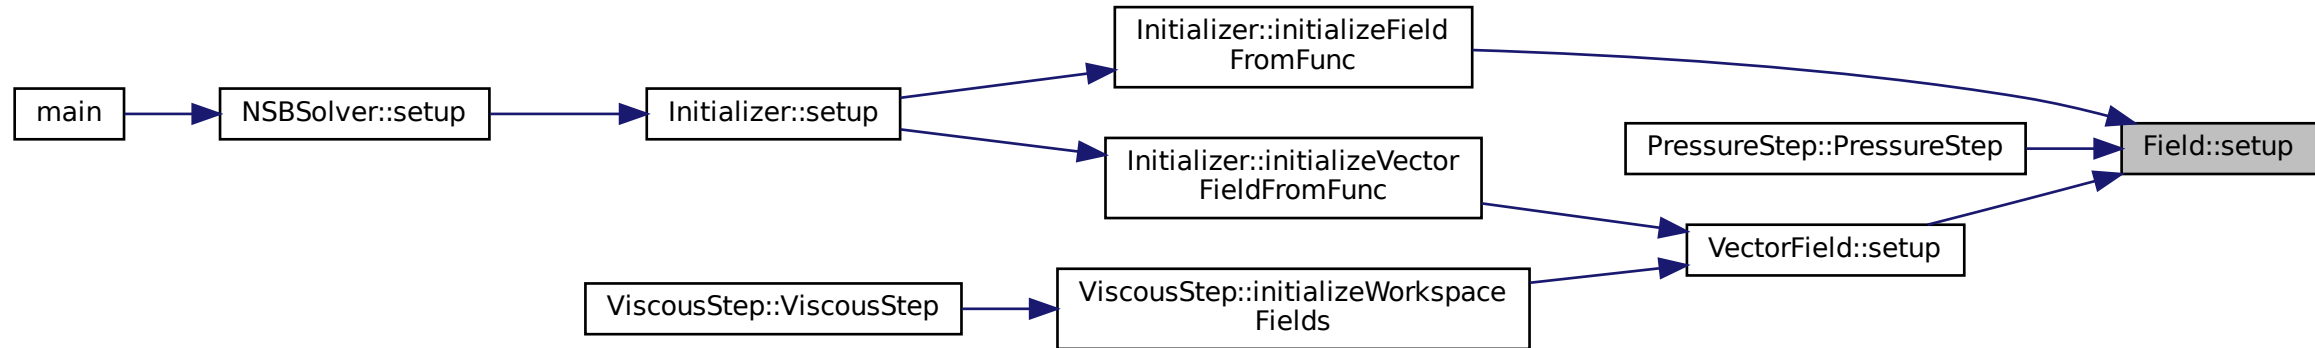 Initializer::initializeField
FromFunc
main
NSBSolver::setup
Initializer::setup
PressureStep::PressureStep
Field::setup
Initializer::initializeVector
FieldFromFunc
VectorField::setup
ViscousStep::ViscousStep
ViscousStep::initializeWorkspace
Fields